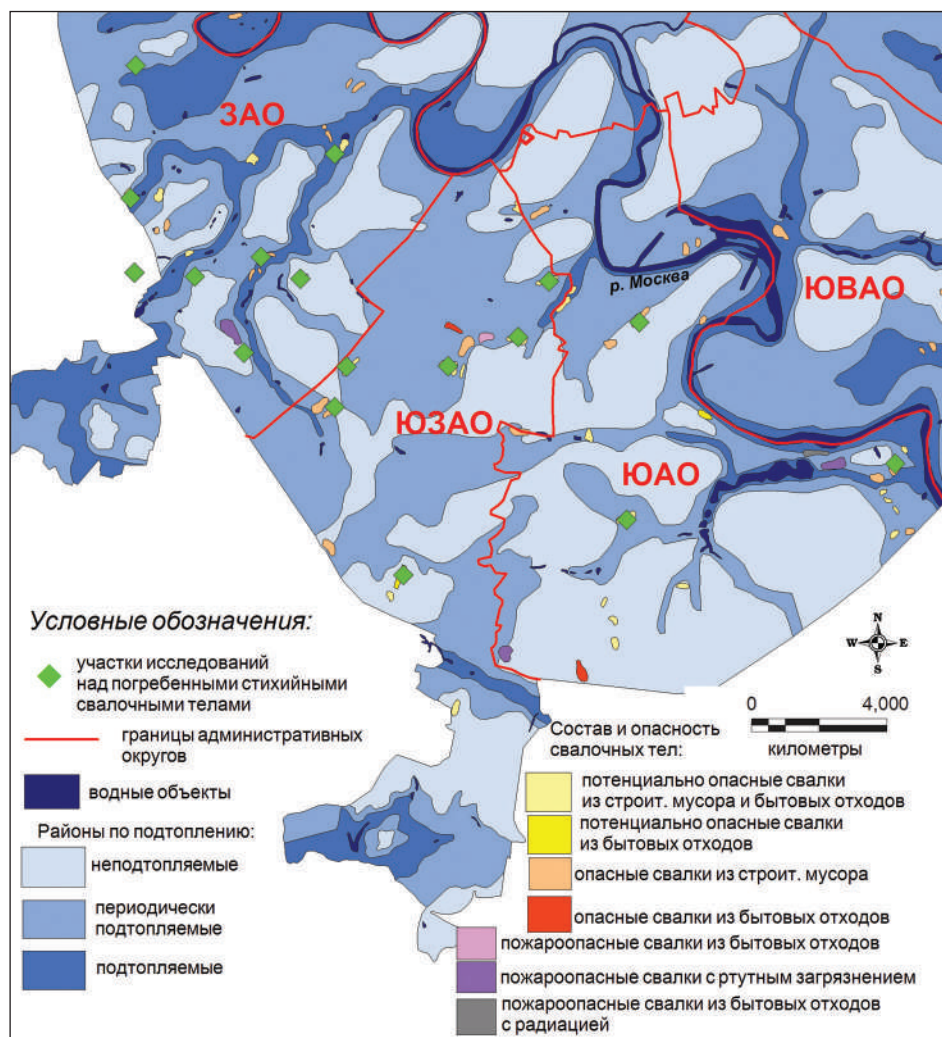 ЗАО
р. Москва
ЮВАО
ЮЗАО
ЮАО
Условные обозначения:
участки исследований
над погребенными стихийными
свалочными телами
границы административных
округов
водные объекты
Районы по подтоплению:
неподтопляемые
периодически
подтопляемые
подтопляемые
N
W E
S
0 4,000
километры
Состав и опасность
свалочных тел:
потенциально опасные свалки
из строит. мусора и бытовых отходов
потенциально опасные свалки
из бытовых отходов
опасные свалки из строит. мусора
опасные свалки из бытовых отходов
пожароопасные свалки из бытовых отходов
пожароопасные свалки с ртутным загрязнением
пожароопасные свалки из бытовых отходов
с радиацией